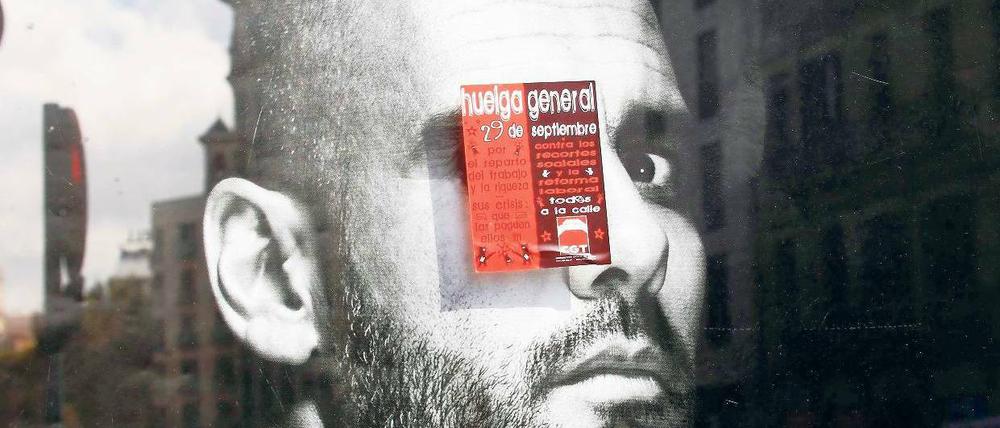 huelga general
29 de septiembre
por
el reparto
del trabajo
y la riqueza
sus crisis:
que
las paguen
ellos !!!
contra los
recortes
sociales
y la
reforma
laboral
todos
a la calle
CGT